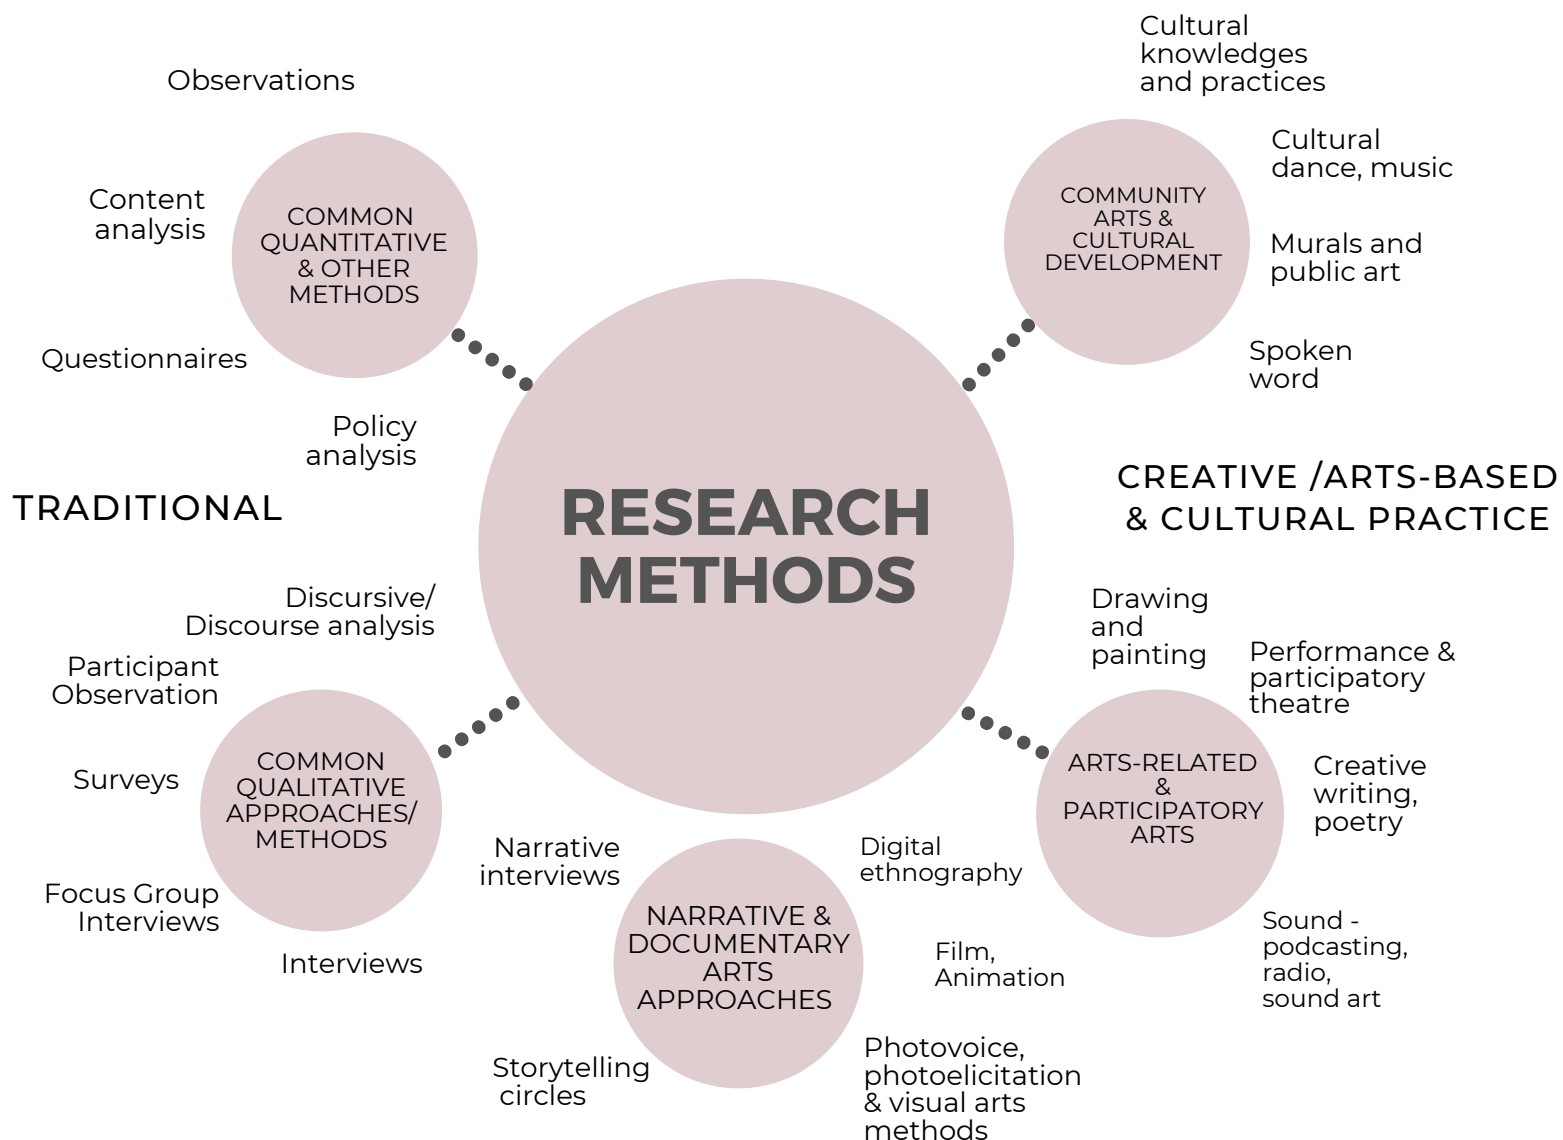 Observations
Content
analysis
COMMON
QUANTITATIVE
& OTHER
METHODS
Questionnaires
Policy
analysis
Cultural
knowledges
and practices
COMMUNITY
ARTS &
CULTURAL
DEVELOPMENT
Cultural
dance, music
Murals and
public art
Spoken
word
TRADITIONAL
RESEARCH
METHODS
CREATIVE /ARTS-BASED
& CULTURAL PRACTICE
Discursive/
Discourse analysis
Participant
Observation
Surveys
COMMON
QUALITATIVE
APPROACHES/
METHODS
Focus Group
Interviews
Interviews
Narrative
interviews
NARRATIVE &
DOCUMENTARY
ARTS
APPROACHES
Storytelling
circles
Digital
ethnography
Film,
Animation
Photovoice,
photoelicitation
& visual arts
methods
Drawing
and
painting
Performance &
participatory
theatre
ARTS-RELATED
&
PARTICIPATORY
ARTS
Creative
writing,
poetry
Sound -
podcasting,
radio,
sound art